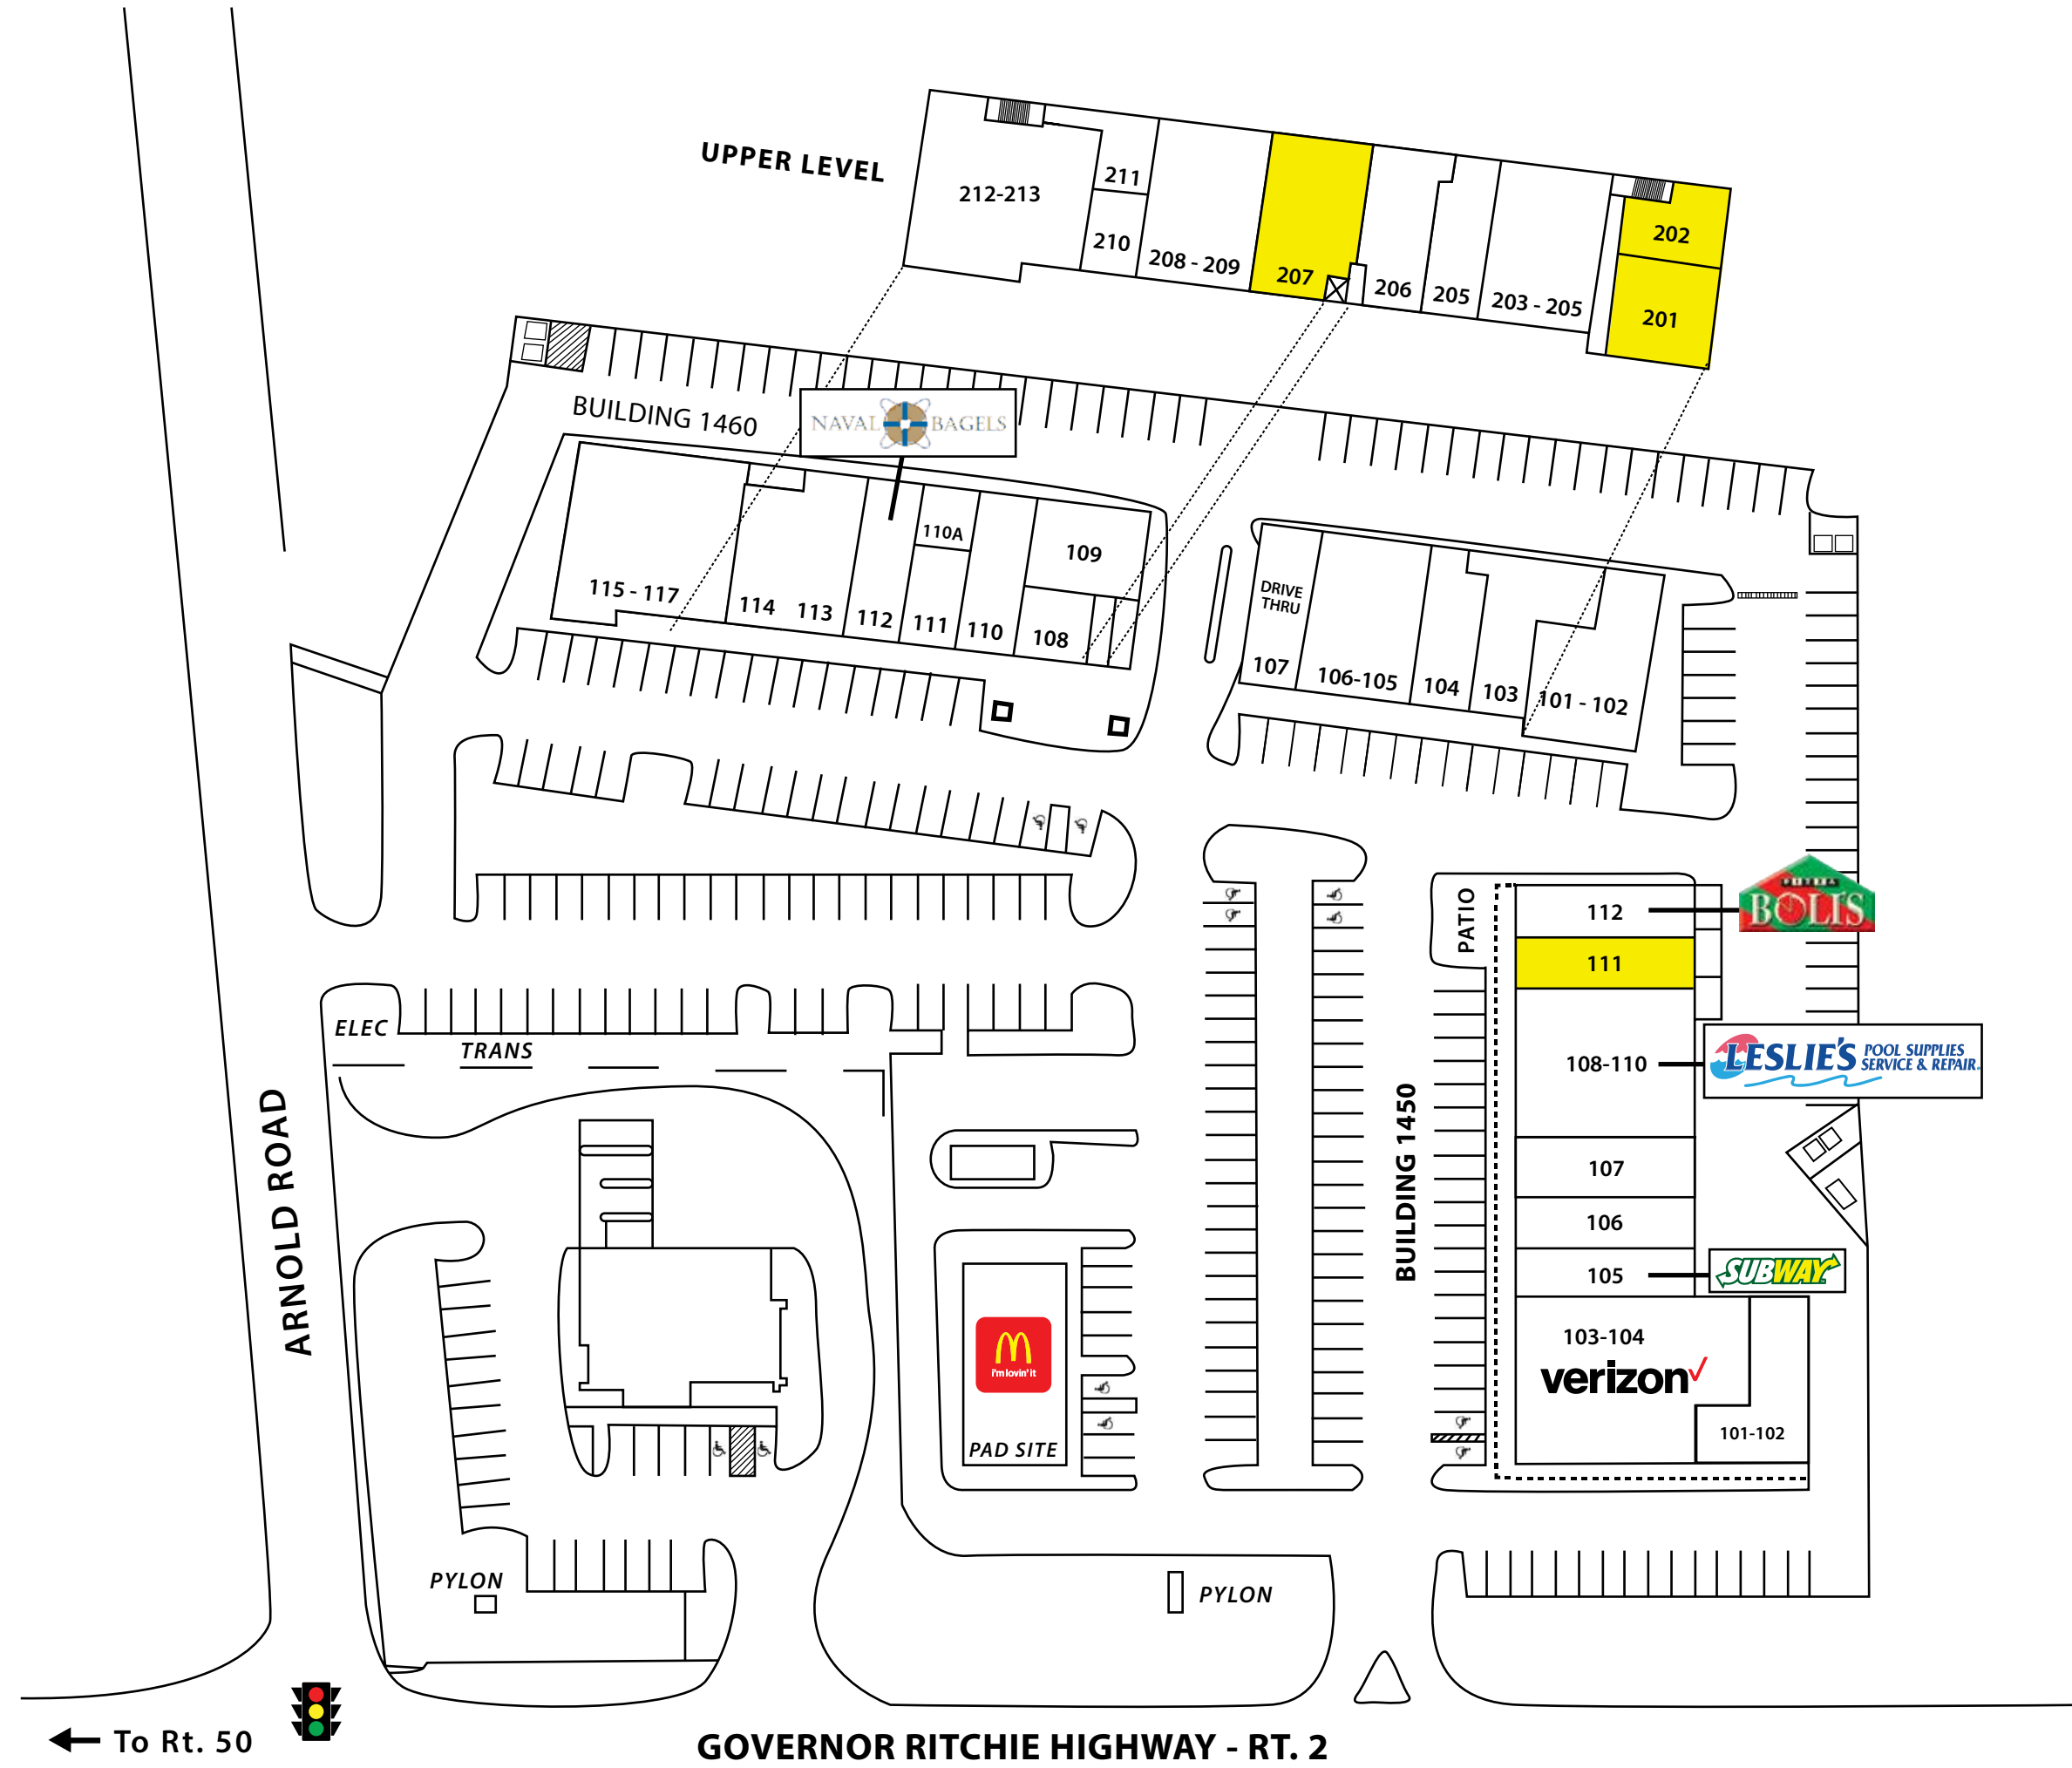 UPPER LEVEL
212-213
211
210
208 - 209
207
206
205
203 - 205
202
201
BUILDING 1460
NAVAL BAGELS
115 - 117
114
113
112
110A
111
110
109
108
DRIVE
THRU
107
106-105
104
103
101 - 102
PATIO
112
BOLIS
111
108-110
LESLIE'S POOL SUPPLIES
SERVICE & REPAIR
107
106
105
SUBWAY
103-104
verizon
101-102
BUILDING 1450
ELEC
TRANS
ARNOLD ROAD
i'm lovin' it
PAD SITE
PYLON
PYLON
To Rt. 50
GOVERNOR RITCHIE HIGHWAY - RT. 2